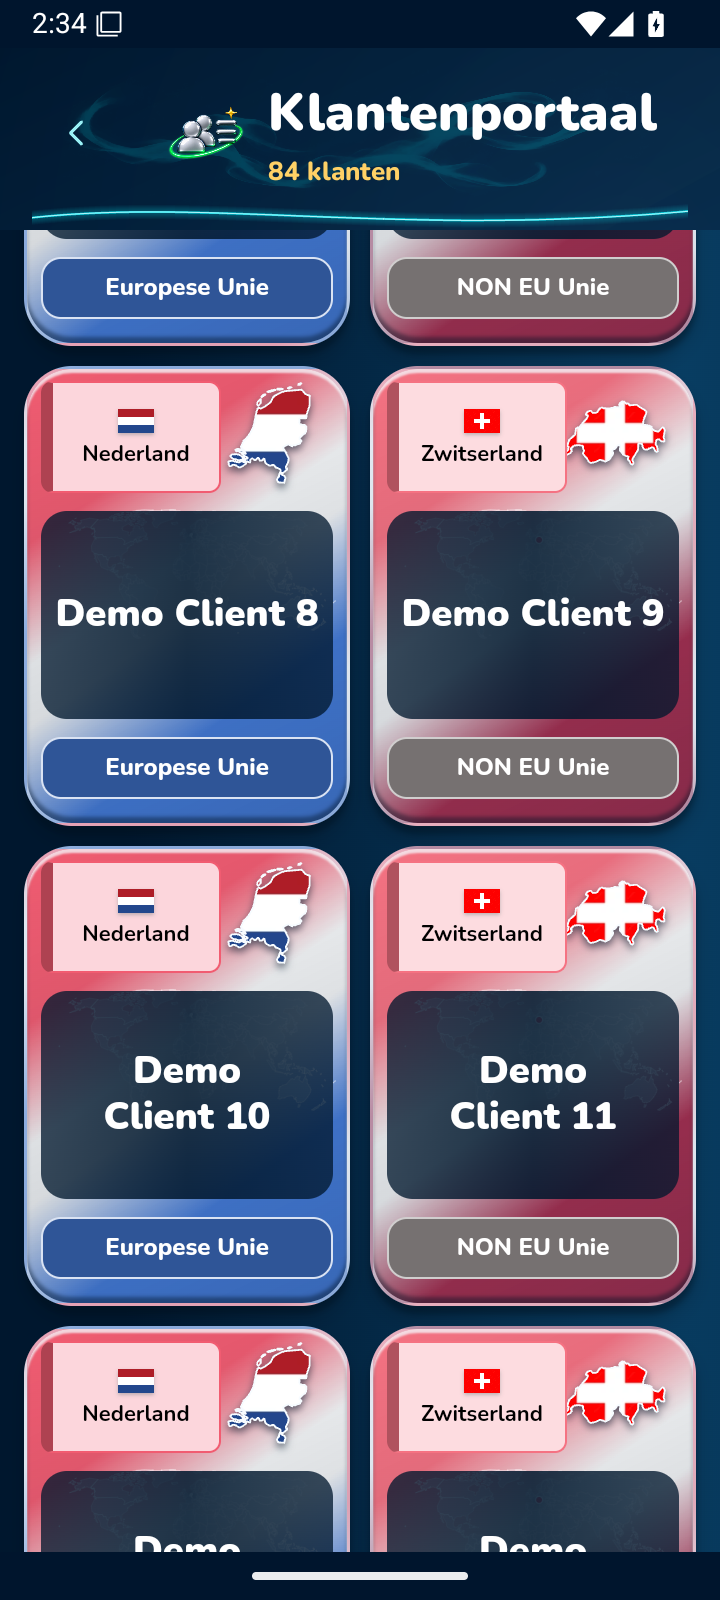 2:34
Klantenportaal
84 klanten
Europese Unie
NON EU Unie
Nederland
Zwitserland
Demo Client 8
Demo Client 9
Europese Unie
NON EU Unie
Nederland
Zwitserland
Demo
Client 10
Demo
Client 11
Europese Unie
NON EU Unie
Nederland
Zwitserland
Demo
Demo